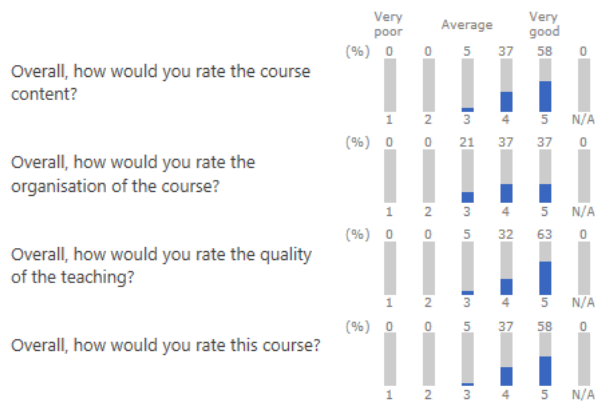 Very poor Average Very good
(%) 0 0 5 37 58 0
Overall, how would you rate the course
content?
1 2 3 4 5 N/A
(%) 0 0 21 37 37 0
Overall, how would you rate the
organisation of the course?
1 2 3 4 5 N/A
(%) 0 0 5 32 63 0
Overall, how would you rate the quality
of the teaching?
1 2 3 4 5 N/A
(%) 0 0 5 37 58 0
Overall, how would you rate this course?
1 2 3 4 5 N/A